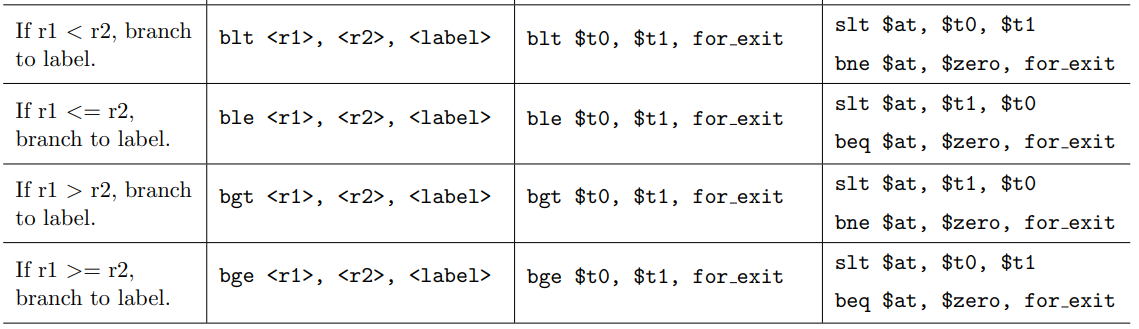 If r1 < r2, branch
to label.
blt <r1>, <r2>, <label>
blt $t0, $t1, for_exit
slt $at, $t0, $t1
bne $at, $zero, for_exit
If r1 <= r2,
branch to label.
ble <r1>, <r2>, <label>
ble $t0, $t1, for_exit
slt $at, $t1, $t0
beq $at, $zero, for_exit
If r1 > r2, branch
to label.
bgt <r1>, <r2>, <label>
bgt $t0, $t1, for_exit
slt $at, $t1, $t0
bne $at, $zero, for_exit
If r1 >= r2,
branch to label.
bge <r1>, <r2>, <label>
bge $t0, $t1, for_exit
slt $at, $t0, $t1
beq $at, $zero, for_exit